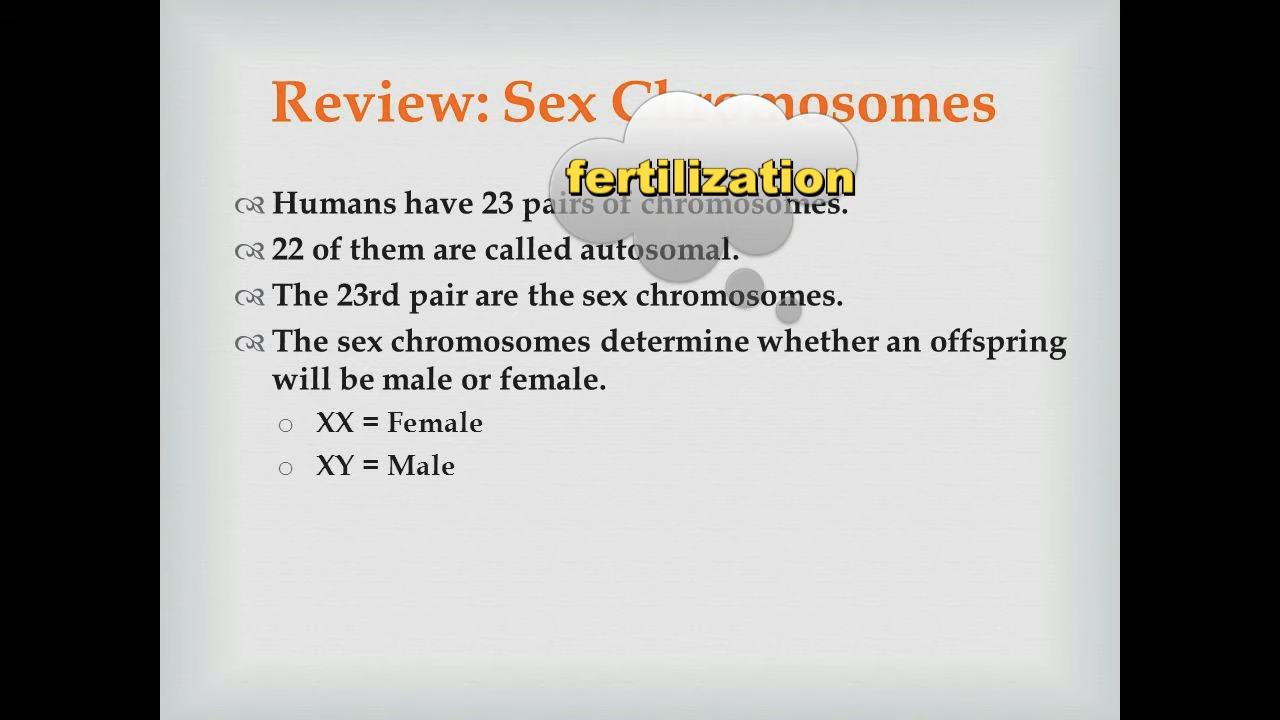 Review: Sex Chromosomes
fertilization
Humans have 23 pairs of chromosomes.
22 of them are called autosomal.
The 23rd pair are the sex chromosomes.
The sex chromosomes determine whether an offspring
will be male or female.
XX = Female
XY = Male